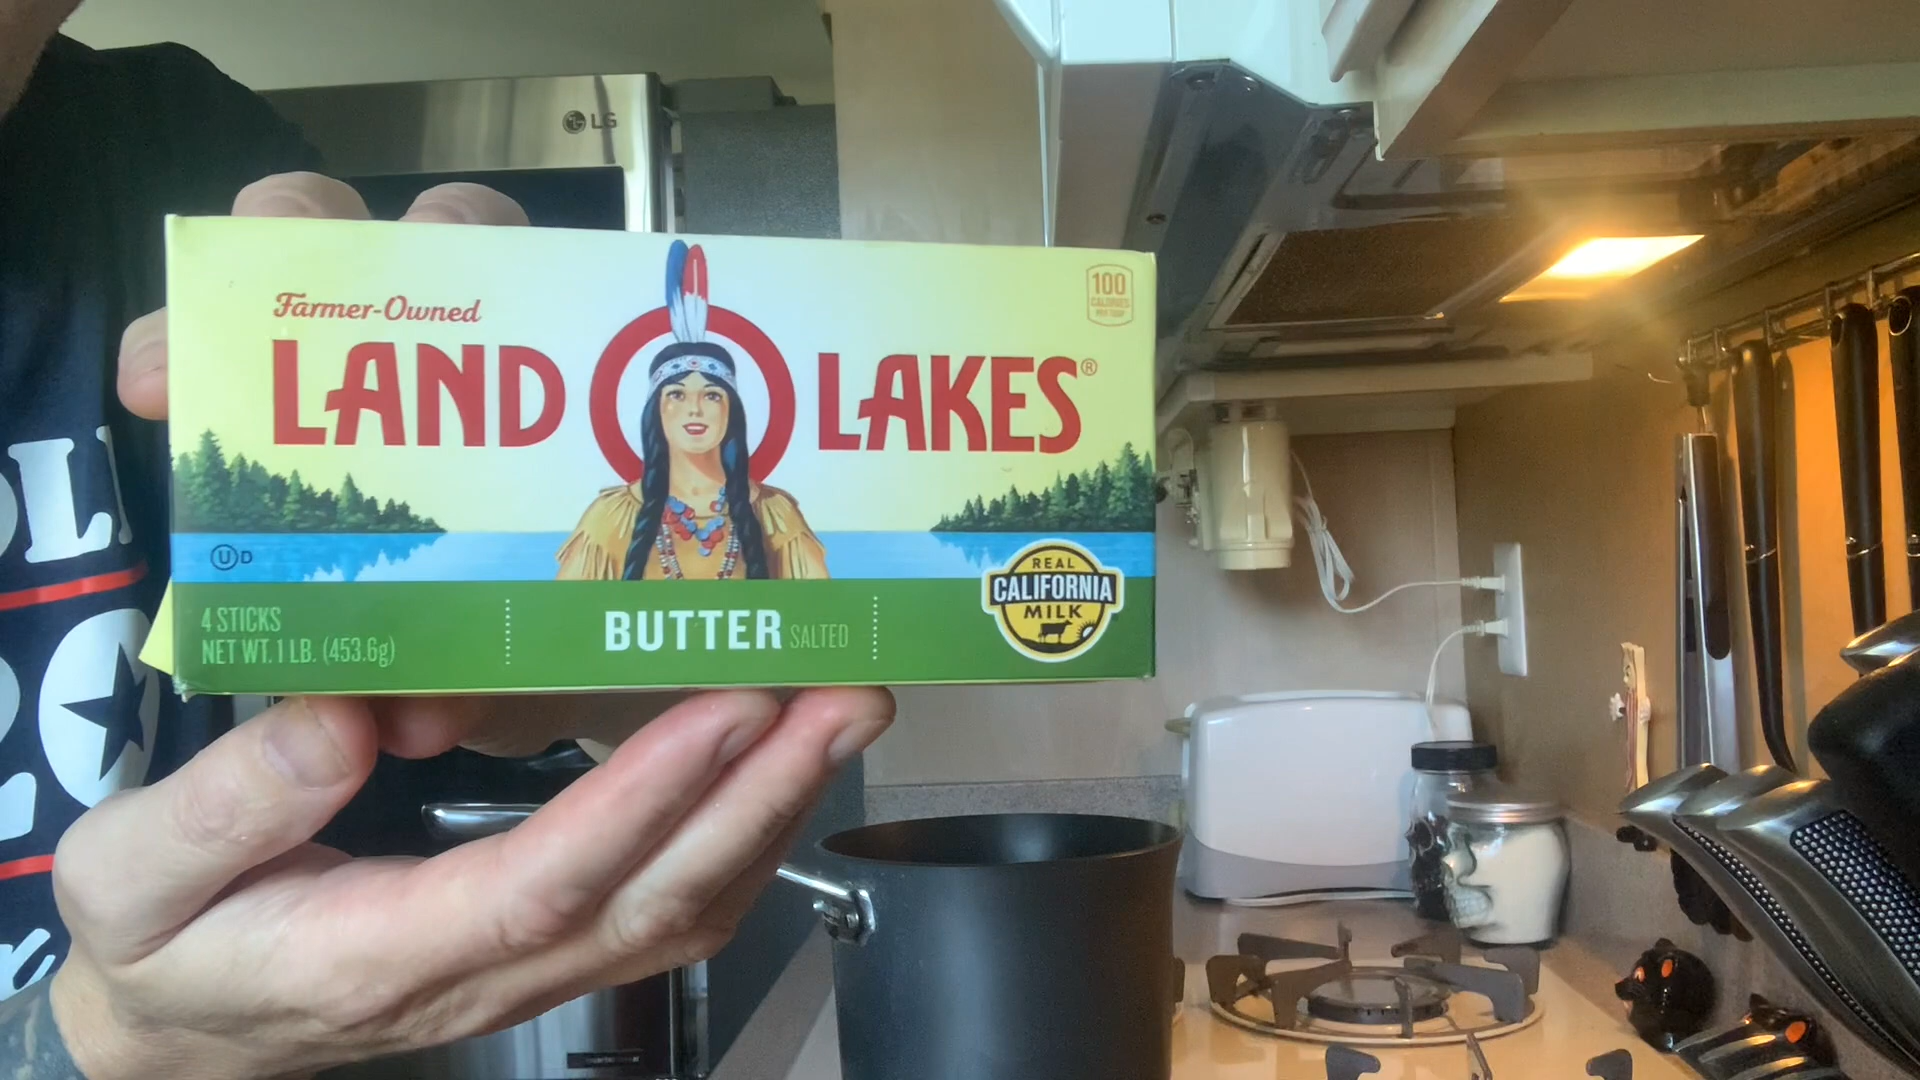 LG
Farmer-Owned
LAND O LAKES®
100
CALORIES
PER TBSP
U D
4 STICKS
NET WT. 1 LB. (453.6g)
BUTTER SALTED
REAL
CALIFORNIA
MILK